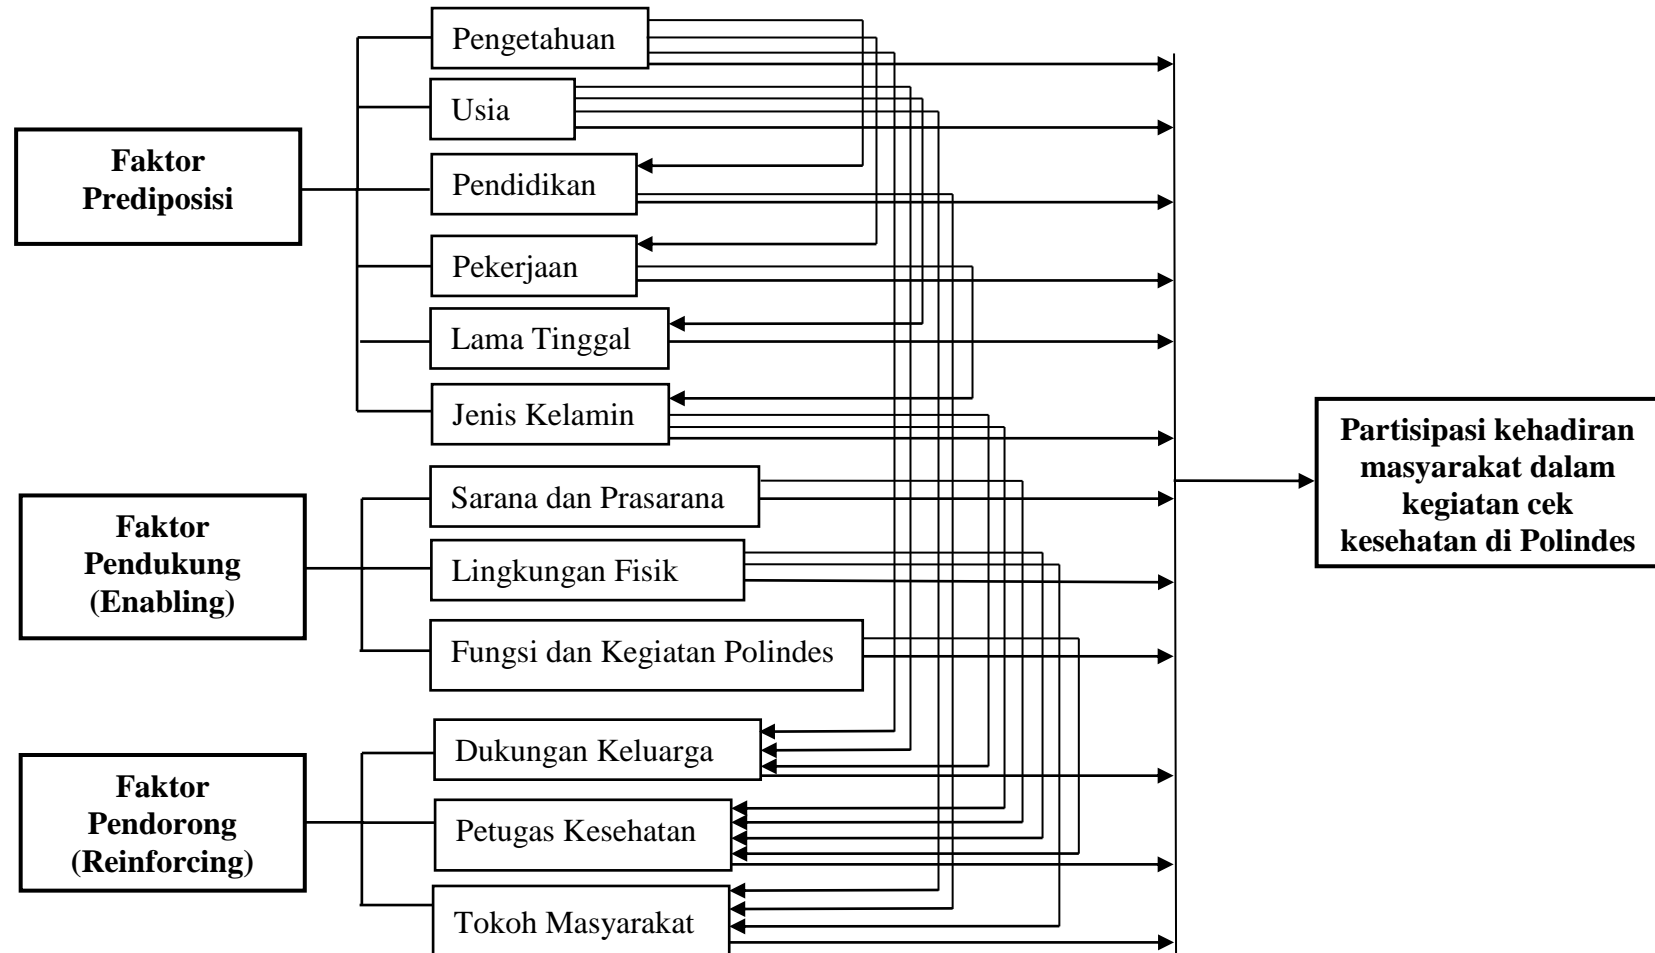 Faktor
Prediposisi
Pengetahuan
Usia
Pendidikan
Pekerjaan
Lama Tinggal
Jenis Kelamin
Faktor
Pendukung
(Enabling)
Sarana dan Prasarana
Lingkungan Fisik
Fungsi dan Kegiatan Polindes
Faktor
Pendorong
(Reinforcing)
Dukungan Keluarga
Petugas Kesehatan
Tokoh Masyarakat
Partisipasi kehadiran
masyarakat dalam
kegiatan cek
kesehatan di Polindes